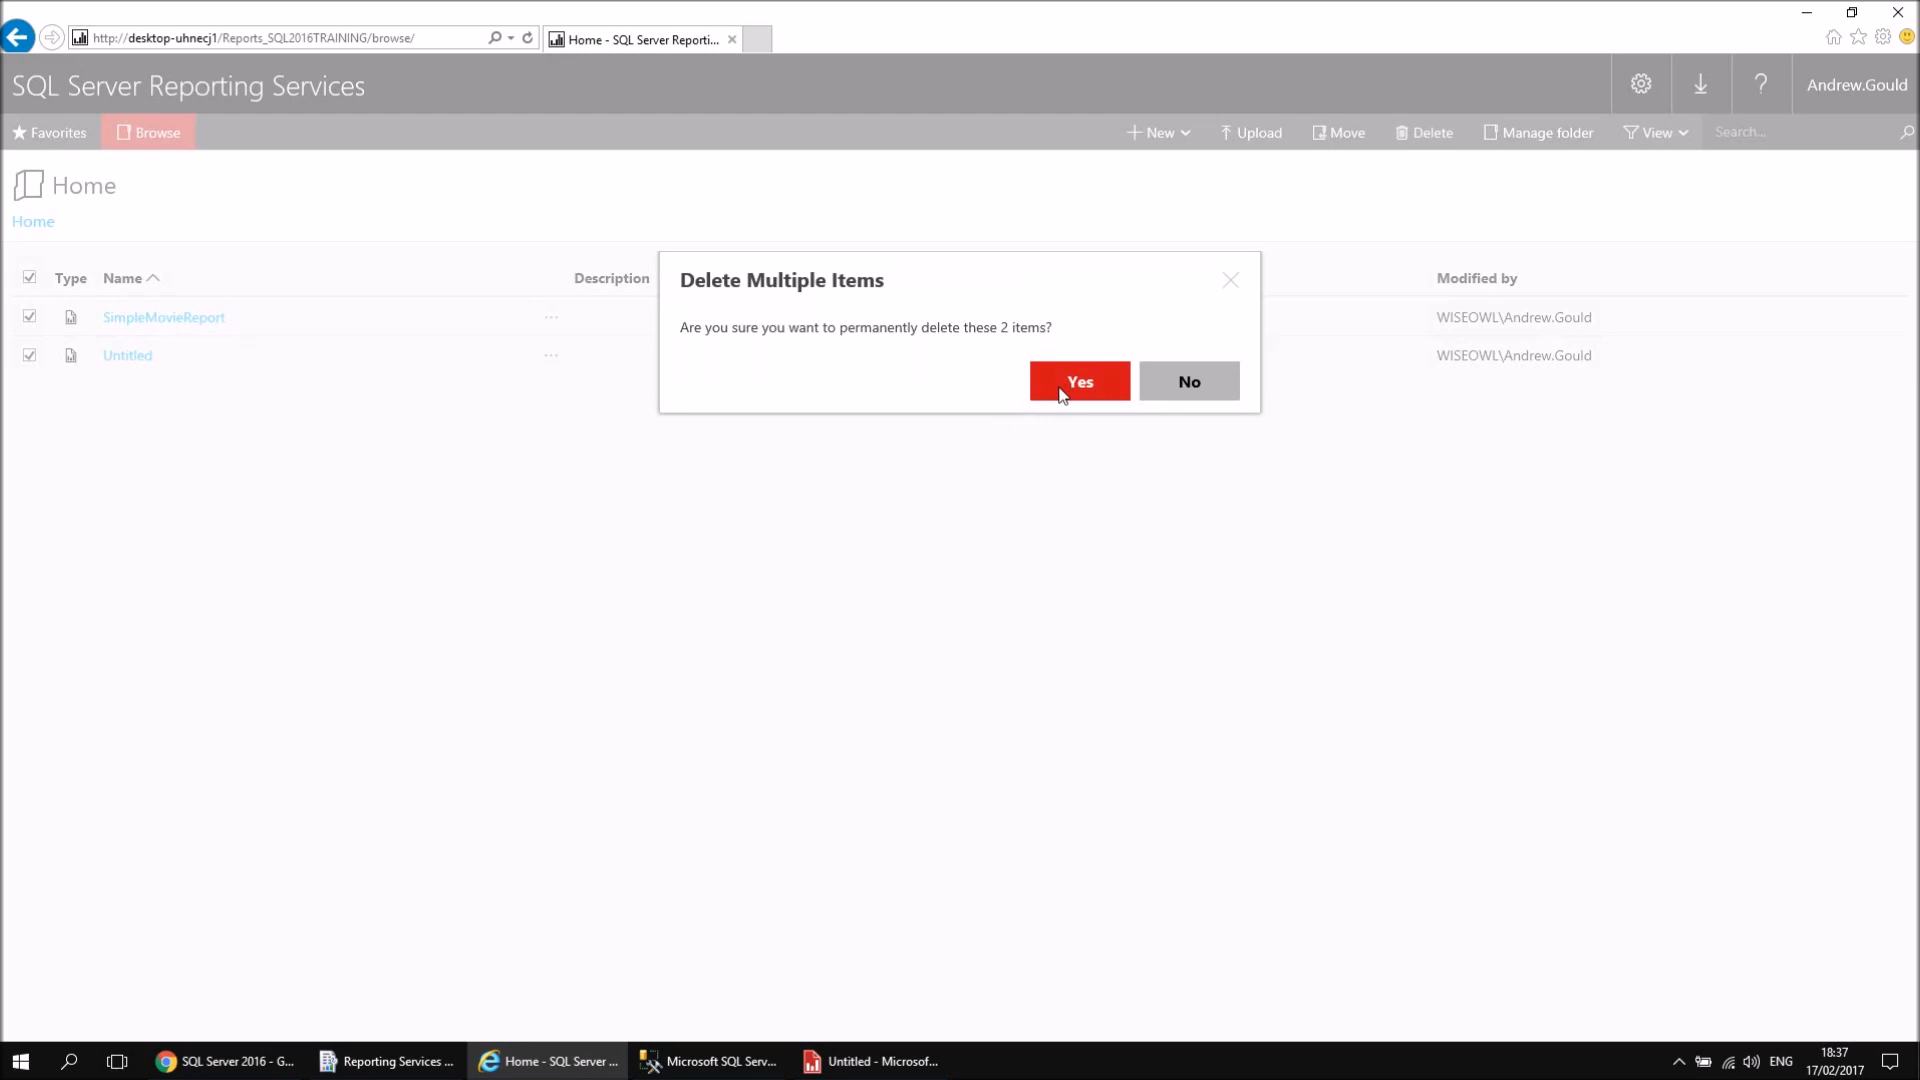 http://desktop-uhnecj1/Reports_SQL2016TRAINING/browse/
Home - SQL Server Reporti...
SQL Server Reporting Services
Andrew.Gould
Favorites
Browse
New
Upload
Move
Delete
Manage folder
View
Search...
Home
Home
Type Name Description Modified by
SimpleMovieReport ... WISEOWL\Andrew.Gould
Untitled ... WISEOWL\Andrew.Gould
Delete Multiple Items
Are you sure you want to permanently delete these 2 items?
Yes
No
SQL Server 2016 - G...
Reporting Services ...
Home - SQL Server ...
Microsoft SQL Serv...
Untitled - Microsof...
ENG
18:37
17/02/2017